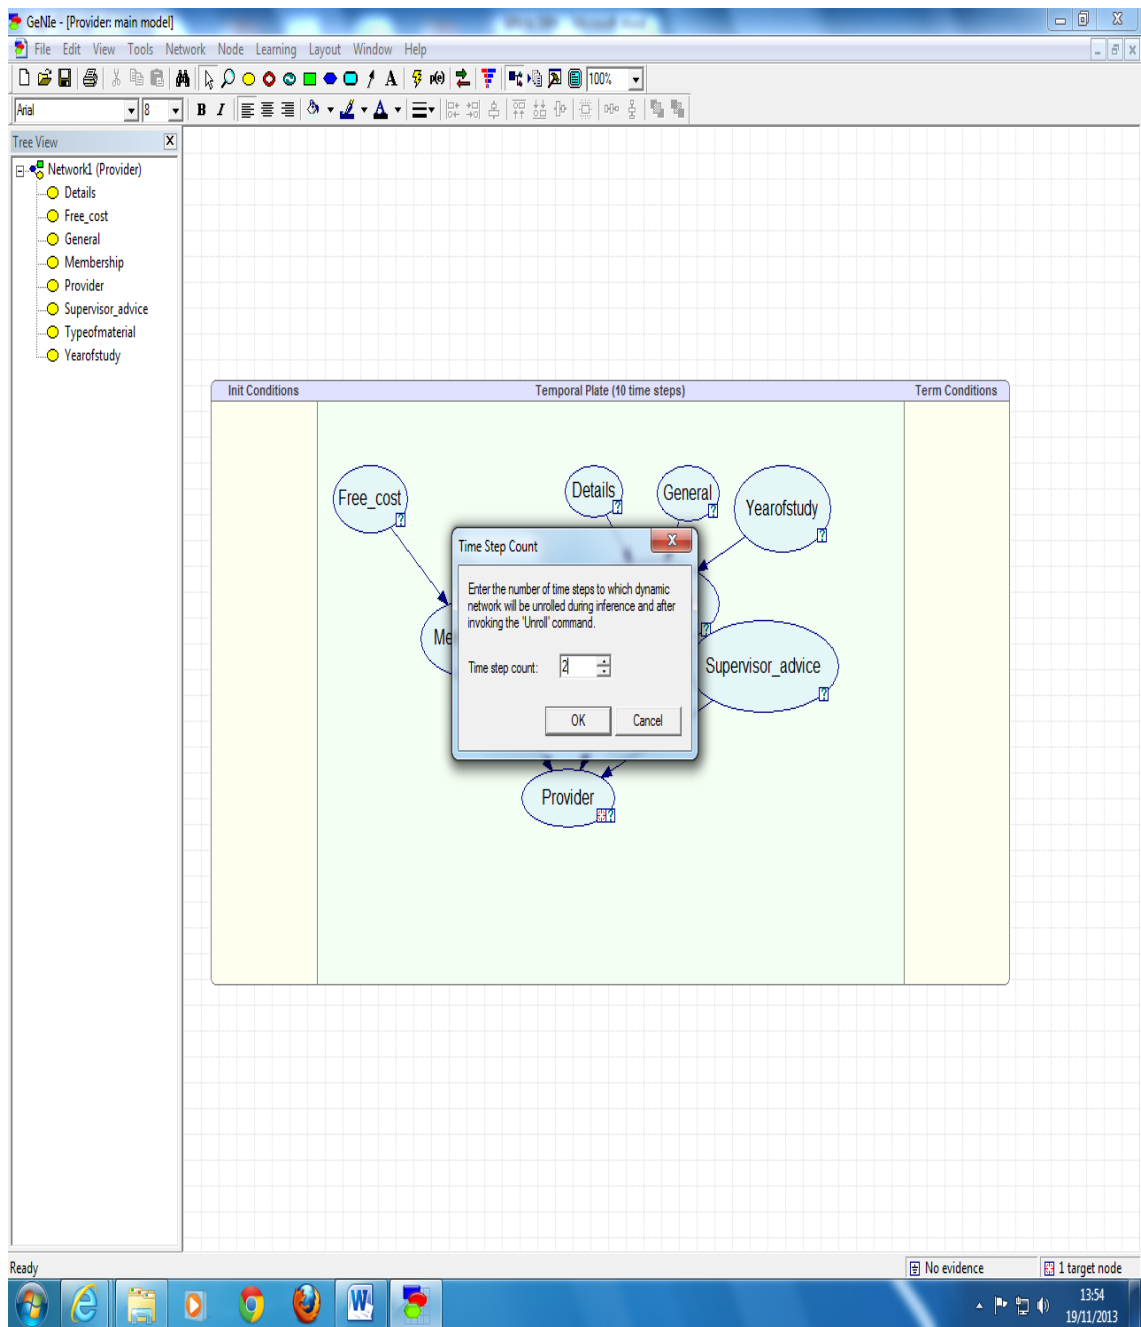 GeNIe - [Provider: main model]
File Edit View Tools Network Node Learning Layout Window Help
100%
Arial 8 B I A
Tree View
Network1 (Provider)
Details
Free_cost
General
Membership
Provider
Supervisor_advice
Typeofmaterial
Yearofstudy
Init Conditions Temporal Plate (10 time steps) Term Conditions
Free_cost Details General Yearofstudy
Time Step Count
Enter the number of time steps to which dynamic
network will be unrolled during inference and after
invoking the 'Unroll' command.
Me
Time step count: 2
Supervisor_advice
OK Cancel
Provider
Ready No evidence 1 target node
13:54
19/11/2013